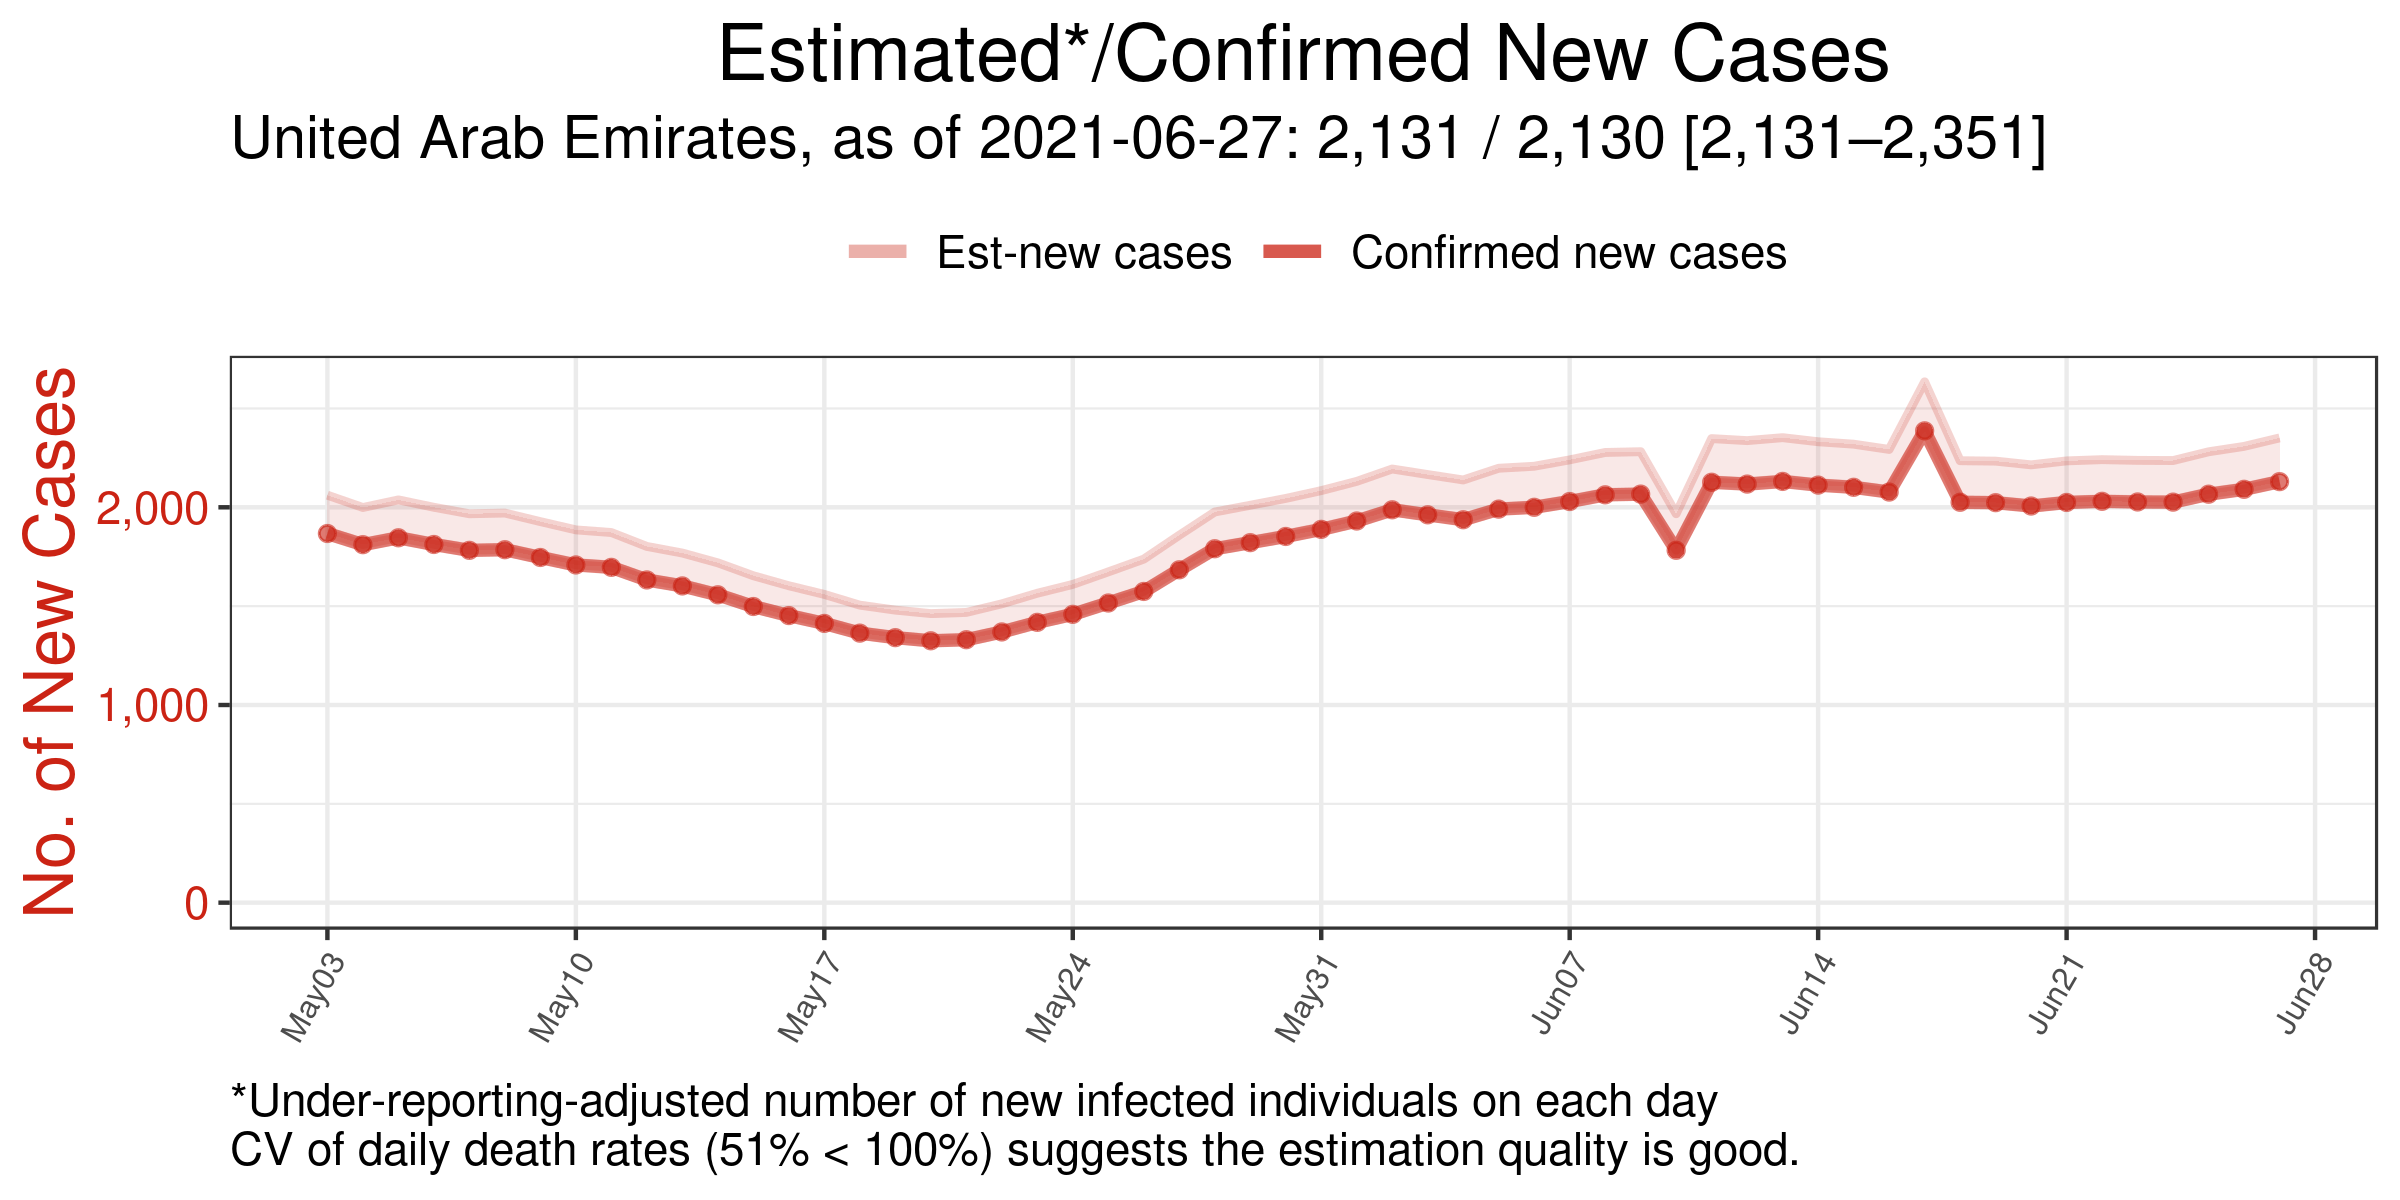 Estimated*/Confirmed New Cases
United Arab Emirates, as of 2021-06-27: 2,131 / 2,130 [2,131–2,351]
Est-new cases
Confirmed new cases
No. of New Cases
2,000
1,000
0
May03
May10
May17
May24
May31
Jun07
Jun14
Jun21
Jun28
*Under-reporting-adjusted number of new infected individuals on each day
CV of daily death rates (51% < 100%) suggests the estimation quality is good.